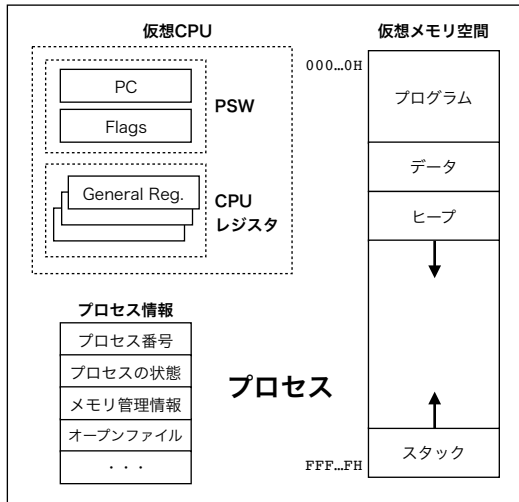 仮想CPU
PC
Flags
PSW
General Reg.
CPU
レジスタ
プロセス情報
プロセス番号
プロセスの状態
メモリ管理情報
オープンファイル
・・・
プロセス
仮想メモリ空間
000…0H
プログラム
データ
ヒープ
スタック
FFF…FH